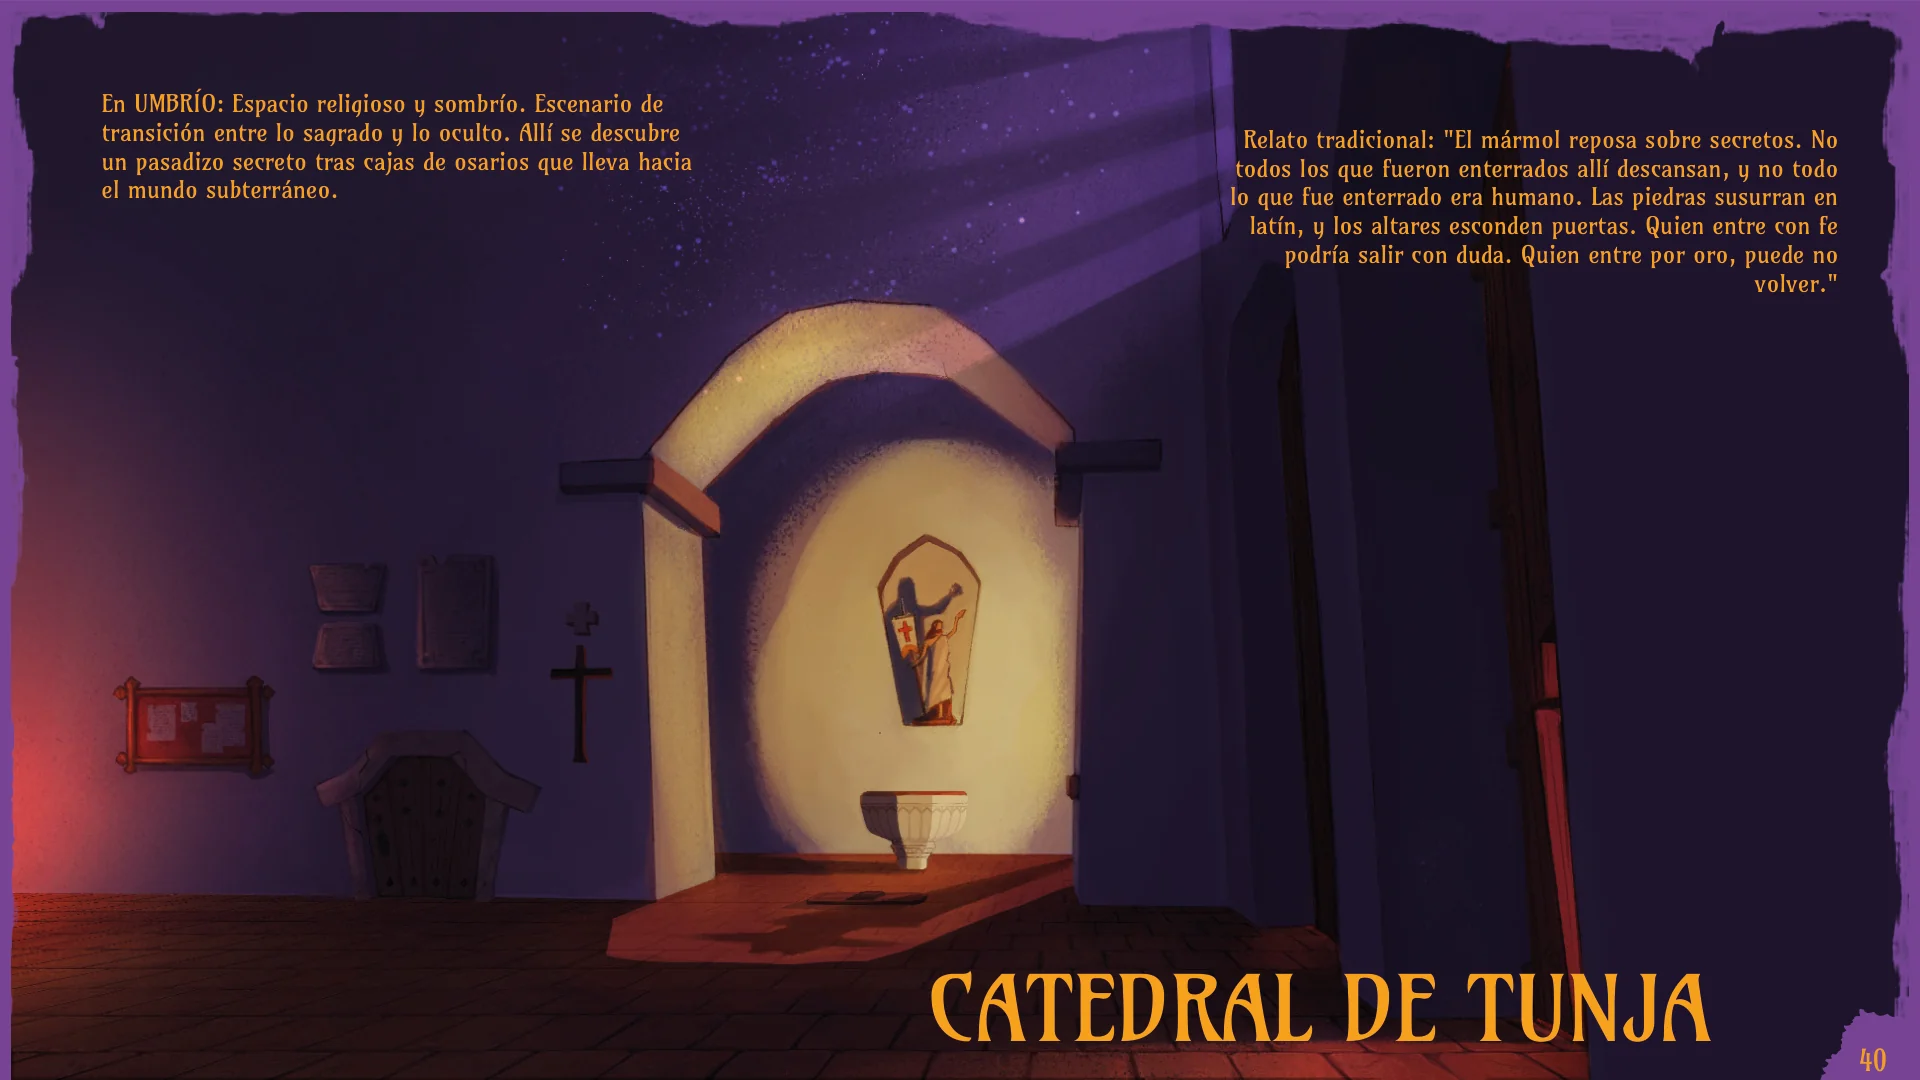 En UMBRÍO: Espacio religioso y sombrío. Escenario de
transición entre lo sagrado y lo oculto. Allí se descubre
un pasadizo secreto tras cajas de osarios que lleva hacia
el mundo subterráneo.
Relato tradicional: "El mármol reposa sobre secretos. No
todos los que fueron enterrados allí descansan, y no todo
lo que fue enterrado era humano. Las piedras susurran en
latín, y los altares esconden puertas. Quien entre con fe
podría salir con duda. Quien entre por oro, puede no
volver."
CATEDRAL DE TUNJA
40